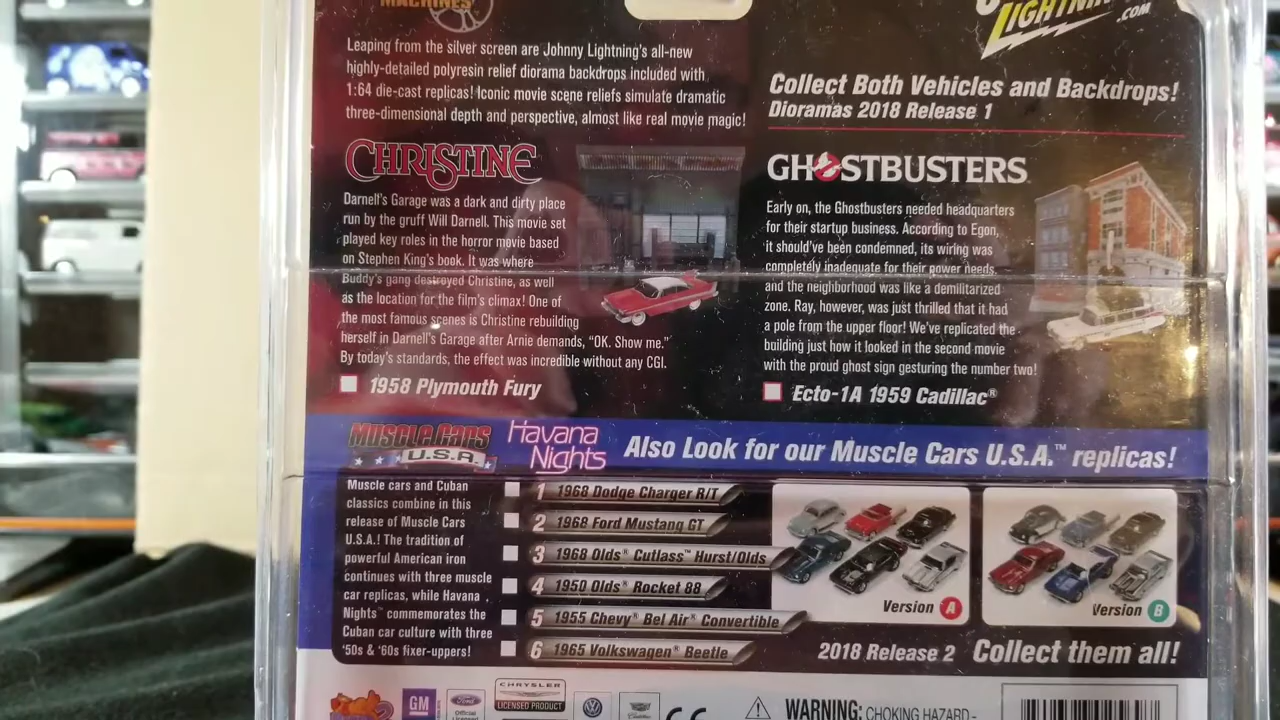 MACHINES
LIGHTNING
.COM
Leaping from the silver screen are Johnny Lightning's all-new
highly-detailed polyresin relief diorama backdrops included with
1:64 die-cast replicas! Iconic movie scene reliefs simulate dramatic
three-dimensional depth and perspective, almost like real movie magic!
Collect Both Vehicles and Backdrops!
Dioramas 2018 Release 1
CHRISTINE
Darnell's Garage was a dark and dirty place
run by the gruff Will Darnell. This movie set
played key roles in the horror movie based
on Stephen King's book. It was where
Buddy's gang destroyed Christine, as well
as the location for the film's climax! One of
the most famous scenes is Christine rebuilding
herself in Darnell's Garage after Arnie demands, “OK. Show me.”
By today's standards, the effect was incredible without any CGI.
1958 Plymouth Fury
GHOSTBUSTERS
Early on, the Ghostbusters needed headquarters
for their startup business. According to Egon,
it should've been condemned, its wiring was
completely inadequate for their power needs,
and the neighborhood was like a demilitarized
zone. Ray, however, was just thrilled that it had
a pole from the upper floor! We've replicated the
building just how it looked in the second movie
with the proud ghost sign gesturing the number two!
Ecto-1A 1959 Cadillac®
MUSCLE CARS
U.S.A.
Havana
Nights
Also Look for our Muscle Cars U.S.A.™ replicas!
Muscle cars and Cuban
classics combine in this
release of Muscle Cars
U.S.A.! The tradition of
powerful American iron
continues with three muscle
car replicas, while Havana
Nights™ commemorates the
Cuban car culture with three
'50s & '60s fixer-uppers!
1 1968 Dodge Charger R/T
2 1968 Ford Mustang GT
3 1968 Olds® Cutlass™ Hurst/Olds
4 1950 Olds® Rocket 88
5 1955 Chevy® Bel Air® Convertible
6 1965 Volkswagen® Beetle
Version A
Version B
2018 Release 2 Collect them all!
GM
Ford
Official
CHRYSLER
LICENSED PRODUCT
Cadillac
CE
WARNING: CHOKING HAZARD -